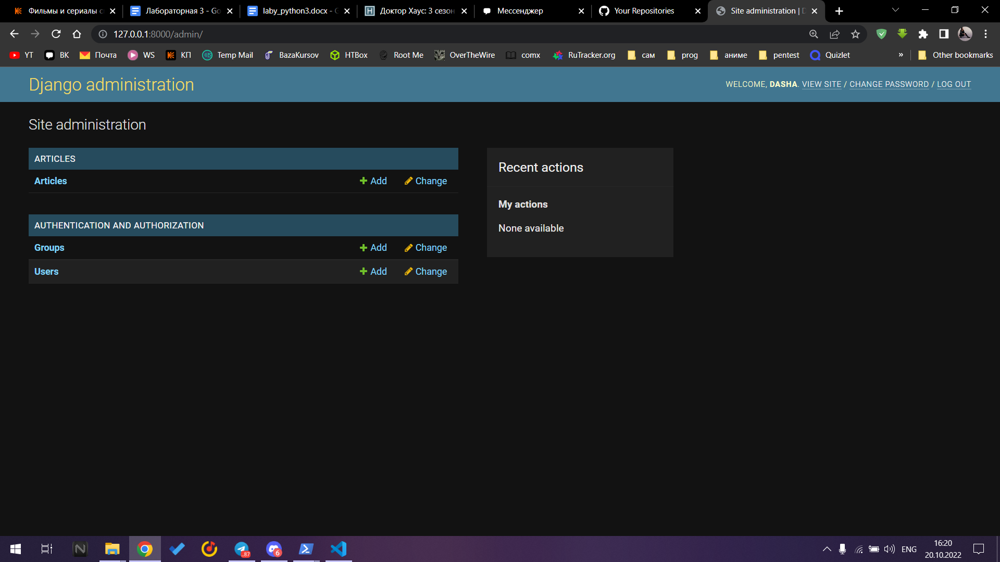 Фильмы и сериалы с
Лабораторная 3 - Go
laby_python3.docx - G
Доктор Хаус: 3 сезон
Мессенджер
Your Repositories
Site administration | D
127.0.0.1:8000/admin/
YT
ВК
Почта
WS
КП
Temp Mail
BazaKursov
HTBox
Root Me
OverTheWire
comx
RuTracker.org
сам
prog
аниме
pentest
Quizlet
»
Other bookmarks
Django administration
WELCOME, DASHA. VIEW SITE / CHANGE PASSWORD / LOG OUT
Site administration
ARTICLES
Articles
Add
Change
AUTHENTICATION AND AUTHORIZATION
Groups
Add
Change
Users
Add
Change
Recent actions
My actions
None available
..87
6
ENG
16:20
20.10.2022